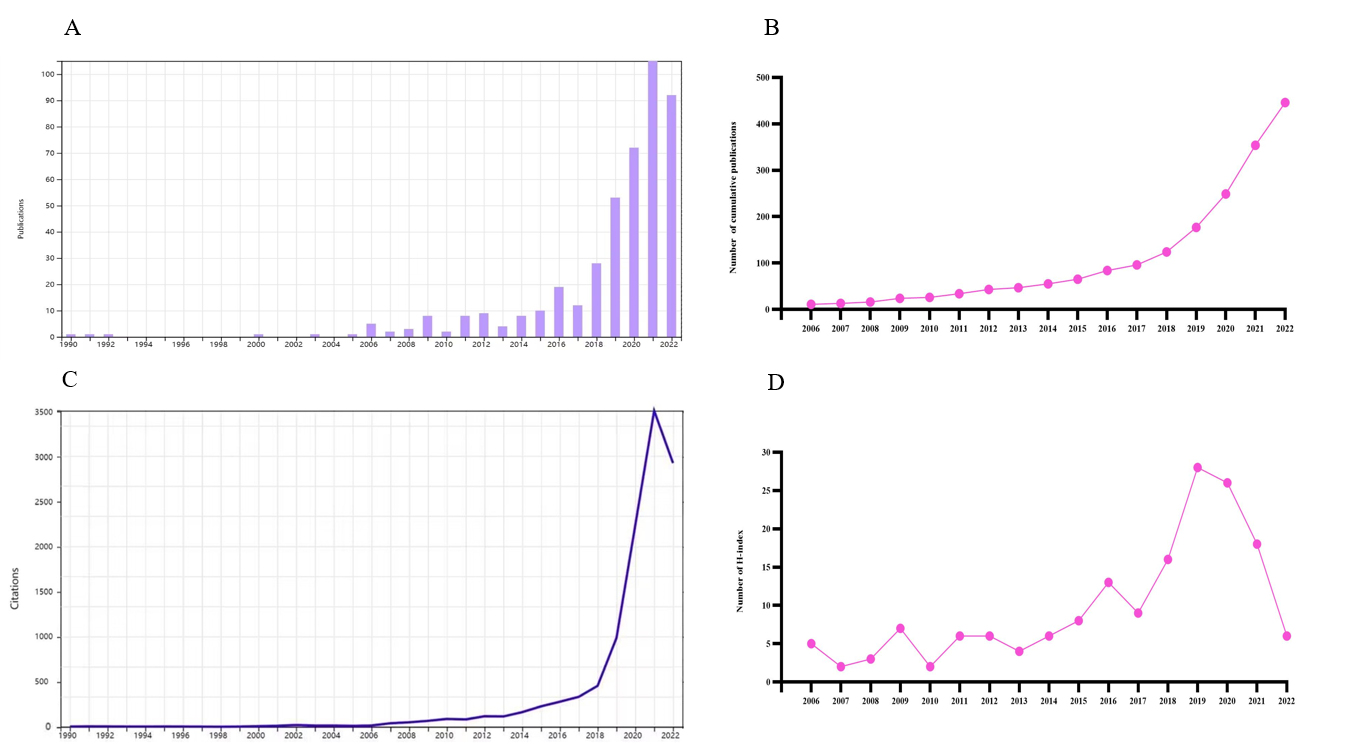 A
Publications
100
90
80
70
60
50
40
30
20
10
0
1990 1992 1994 1996 1998 2000 2002 2004 2006 2008 2010 2012 2014 2016 2018 2020 2022
B
Number of cumulative publications
500
400
300
200
100
0
2006 2007 2008 2009 2010 2011 2012 2013 2014 2015 2016 2017 2018 2019 2020 2021 2022
C
Citations
3500
3000
2500
2000
1500
1000
500
0
1990 1992 1994 1996 1998 2000 2002 2004 2006 2008 2010 2012 2014 2016 2018 2020 2022
D
Number of H-index
30
25
20
15
10
5
0
2006 2007 2008 2009 2010 2011 2012 2013 2014 2015 2016 2017 2018 2019 2020 2021 2022